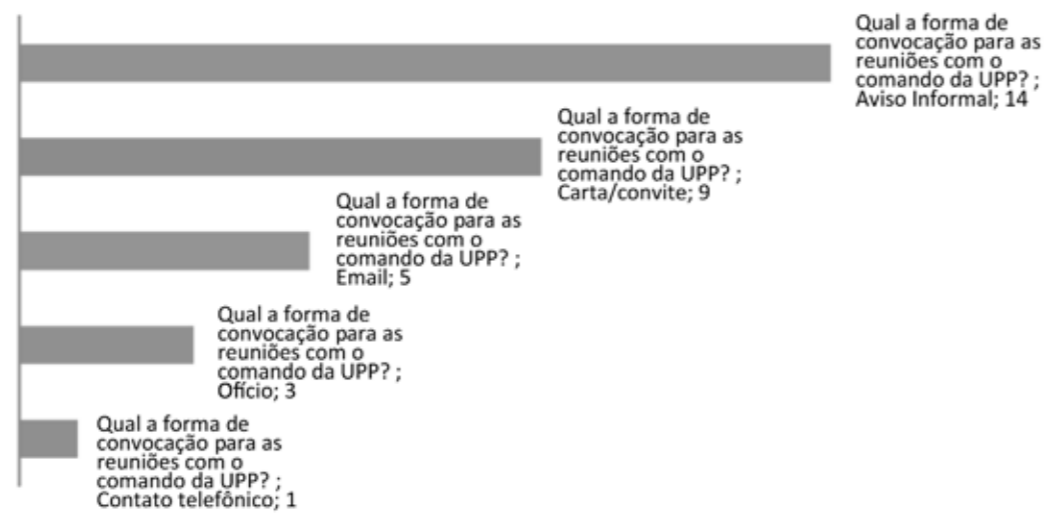 Qual a forma de
convocação para as
reuniões com o
comando da UPP? ;
Aviso Informal; 14
Qual a forma de
convocação para as
reuniões com o
comando da UPP? ;
Carta/convite; 9
Qual a forma de
convocação para as
reuniões com o
comando da UPP? ;
Email; 5
Qual a forma de
convocação para as
reuniões com o
comando da UPP? ;
Ofício; 3
Qual a forma de
convocação para as
reuniões com o
comando da UPP? ;
Contato telefônico; 1